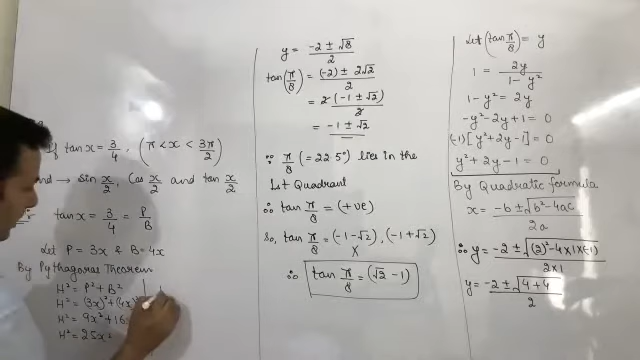 If tan x = 3/4, (π < x < 3π/2)
find → sin x/2, Cos x/2 and tan x/2
tan x = 3/4 = P/B
Let P = 3x & B = 4x
By Pythagoras Theorem
H² = P² + B²
H² = (3x)² + (4x)²
H² = 9x² + 16
H² = 25x²
y = -2 ± √8 / 2
tan(π/8) = (-2) ± 2√2 / 2
= 2(-1 ± √2) / 2
= -1 ± √2
∵ π/8 (= 22.5°) lies in the
Ist Quadrant
∴ tan π/8 = (+ve)
So, tan π/8 = (-1-√2), (-1+√2)
X
∴ tan π/8 = (√2 - 1)
Let (tan π/8) = y
1 = 2y / 1 - y²
1 - y² = 2y
-y² - 2y + 1 = 0
(-1)[y² + 2y - 1] = 0
y² + 2y - 1 = 0
By Quadratic formula
x = -b ± √b² - 4ac / 2a
∴ y = -2 ± √(2)² - 4×1×(-1) / 2×1
y = -2 ± √4 + 4 / 2